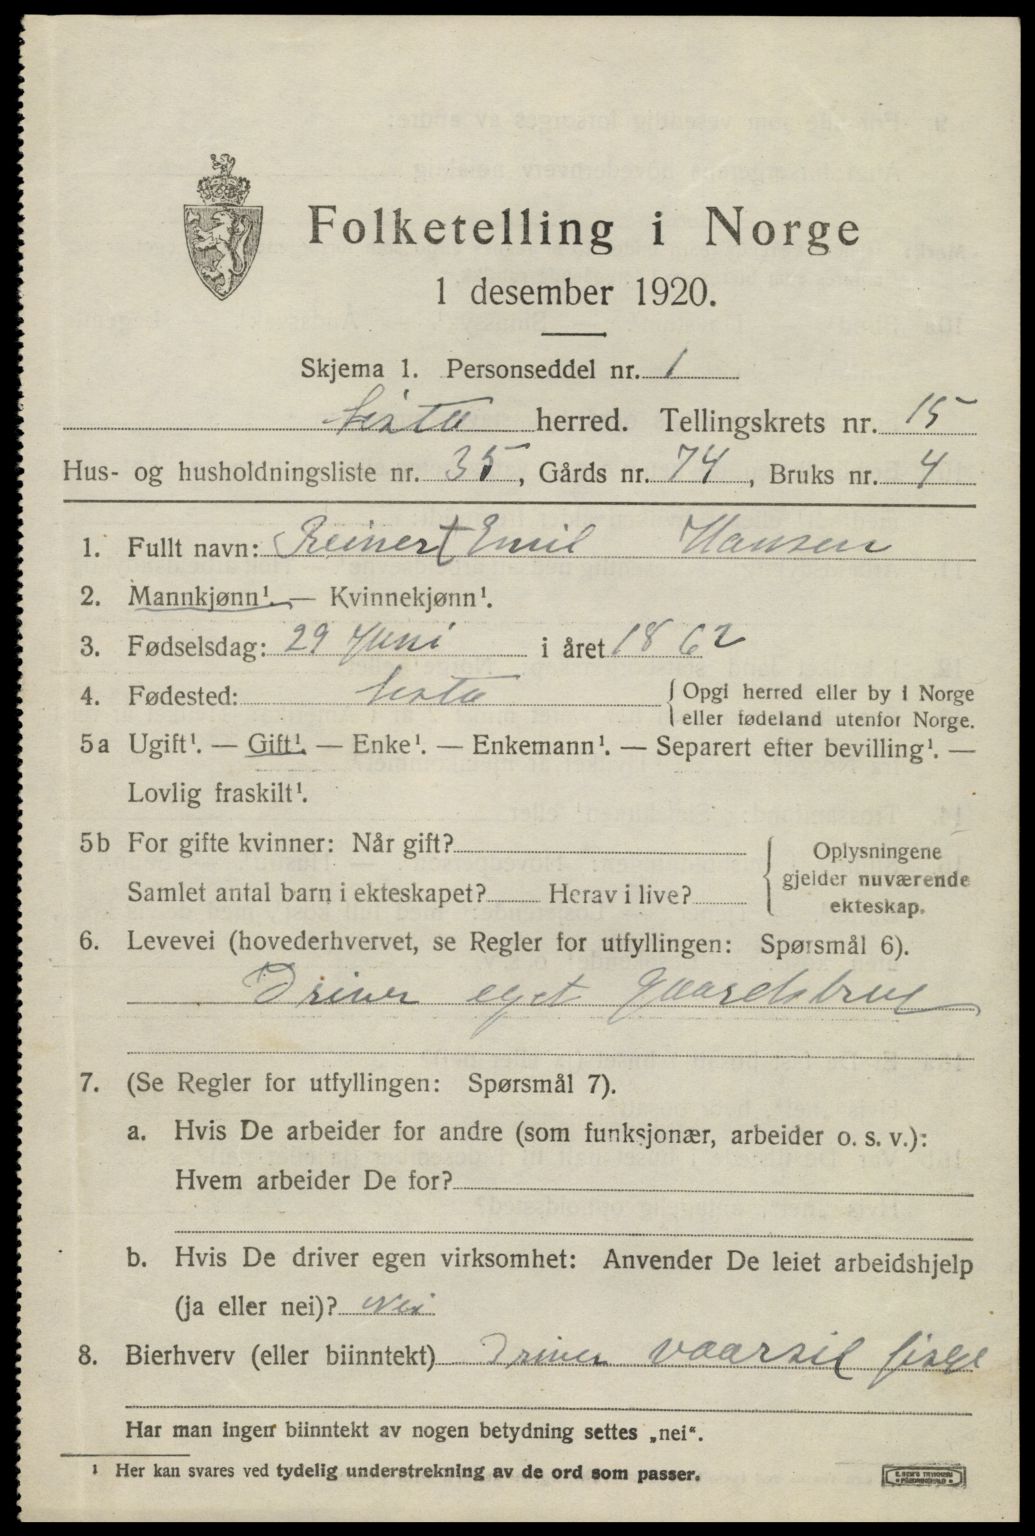 Folketelling i Norge
1 desember 1920.
Skjema 1. Personseddel nr. 1
Lista herred. Tellingskrets nr. 15
Hus- og husholdningsliste nr. 35, Gårds nr. 74, Bruks nr. 4
1. Fullt navn: Reinert Emil Hansen
2. Mannkjønn¹. — Kvinnekjønn¹.
3. Fødselsdag: 29 Juni i året 1862
4. Fødested: Lista { Opgi herred eller by i Norge
eller fødeland utenfor Norge.
5a Ugift¹. — Gift¹. — Enke¹. — Enkemann¹. — Separert efter bevilling¹. —
Lovlig fraskilt¹.
5b For gifte kvinner: Når gift? { Oplysningene
gjelder nuværende
ekteskap.
Samlet antal barn i ekteskapet? Herav i live?
6. Levevei (hovederhvervet, se Regler for utfyllingen: Spørsmål 6).
Driver eget gaardsbruk
7. (Se Regler for utfyllingen: Spørsmål 7).
a. Hvis De arbeider for andre (som funksjonær, arbeider o. s. v.):
Hvem arbeider De for?
b. Hvis De driver egen virksomhet: Anvender De leiet arbeidshjelp
(ja eller nei)? Nei
8. Bierhverv (eller biinntekt) Driver vaarsil fiske
Har man ingen biinntekt av nogen betydning settes „nei“.
¹ Her kan svares ved tydelig understrekning av de ord som passer.